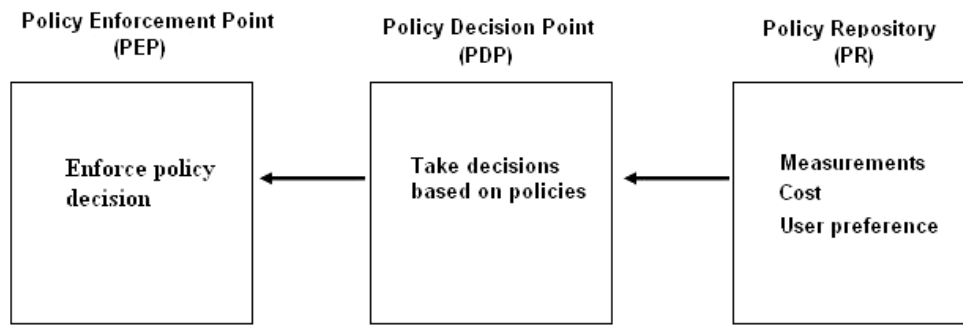 Policy Enforcement Point
(PEP)
Policy Decision Point
(PDP)
Policy Repository
(PR)
Enforce policy
decision
Take decisions
based on policies
Measurements
Cost
User preference